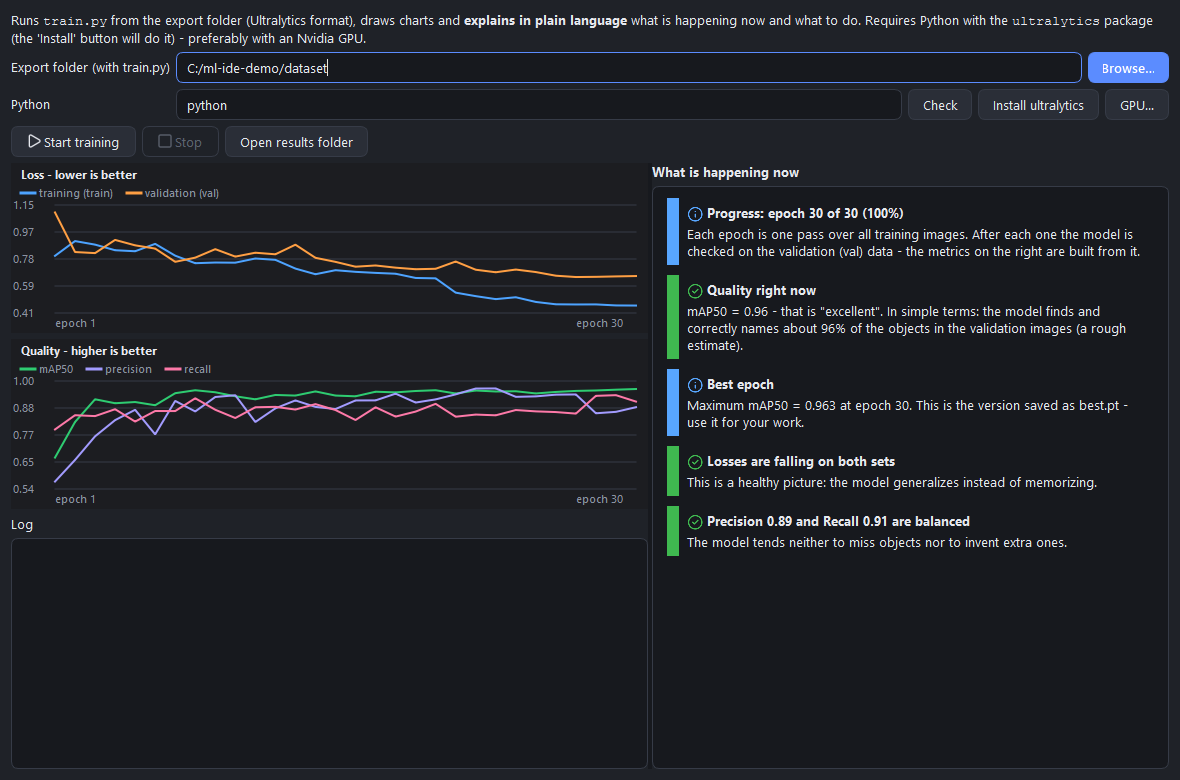 Runs train.py from the export folder (Ultralytics format), draws charts and explains in plain language what is happening now and what to do. Requires Python with the ultralytics package
(the 'Install' button will do it) - preferably with an Nvidia GPU.
Export folder (with train.py)
C:/ml-ide-demo/dataset
Browse...
Python
python
Check
Install ultralytics
GPU...
Start training
Stop
Open results folder
Loss - lower is better
training (train)
validation (val)
1.15
0.97
0.78
0.59
0.41
epoch 1
epoch 30
Quality - higher is better
mAP50
precision
recall
1.00
0.88
0.77
0.65
0.54
epoch 1
epoch 30
Log
What is happening now
Progress: epoch 30 of 30 (100%)
Each epoch is one pass over all training images. After each one the model is
checked on the validation (val) data - the metrics on the right are built from it.
Quality right now
mAP50 = 0.96 - that is "excellent". In simple terms: the model finds and
correctly names about 96% of the objects in the validation images (a rough
estimate).
Best epoch
Maximum mAP50 = 0.963 at epoch 30. This is the version saved as best.pt -
use it for your work.
Losses are falling on both sets
This is a healthy picture: the model generalizes instead of memorizing.
Precision 0.89 and Recall 0.91 are balanced
The model tends neither to miss objects nor to invent extra ones.